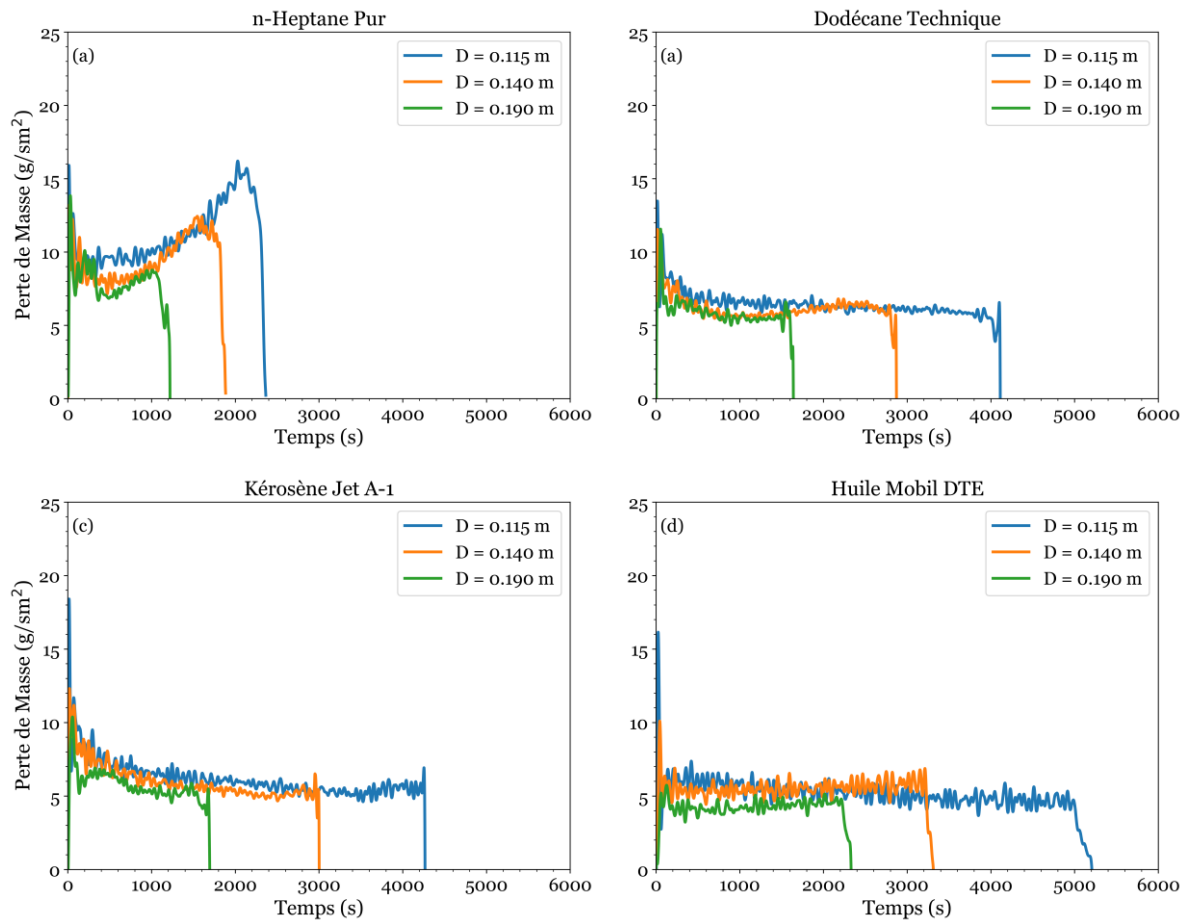 n-Heptane Pur
(a)
D = 0.115 m
D = 0.140 m
D = 0.190 m
Perte de Masse (g/sm²)
25
20
15
10
5
0
0 1000 2000 3000 4000 5000 6000
Temps (s)
Dodécane Technique
(a)
D = 0.115 m
D = 0.140 m
D = 0.190 m
25
20
15
10
5
0
0 1000 2000 3000 4000 5000 6000
Temps (s)
Kérosène Jet A-1
(c)
D = 0.115 m
D = 0.140 m
D = 0.190 m
Perte de Masse (g/sm²)
25
20
15
10
5
0
0 1000 2000 3000 4000 5000 6000
Temps (s)
Huile Mobil DTE
(d)
D = 0.115 m
D = 0.140 m
D = 0.190 m
25
20
15
10
5
0
0 1000 2000 3000 4000 5000 6000
Temps (s)